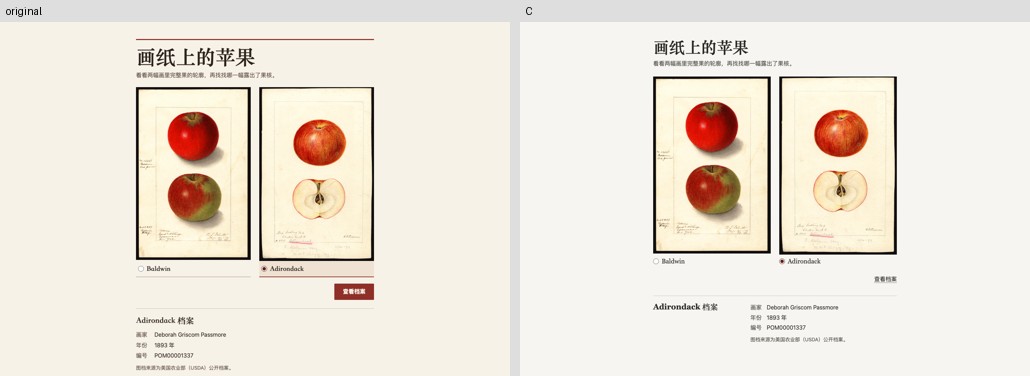 original
画纸上的苹果
看看两幅画里完整果的轮廓，再找找哪一幅露出了果核。
Baldwin
Adirondack
查看档案
Adirondack 档案
画家 Deborah Griscom Passmore
年份 1893 年
编号 POM00001337
图档来源为美国农业部（USDA）公开档案。
C
画纸上的苹果
看看两幅画里完整果的轮廓，再找找哪一幅露出了果核。
Baldwin
Adirondack
查看档案
Adirondack 档案
画家 Deborah Griscom Passmore
年份 1893 年
编号 POM00001337
图档来源为美国农业部（USDA）公开档案。